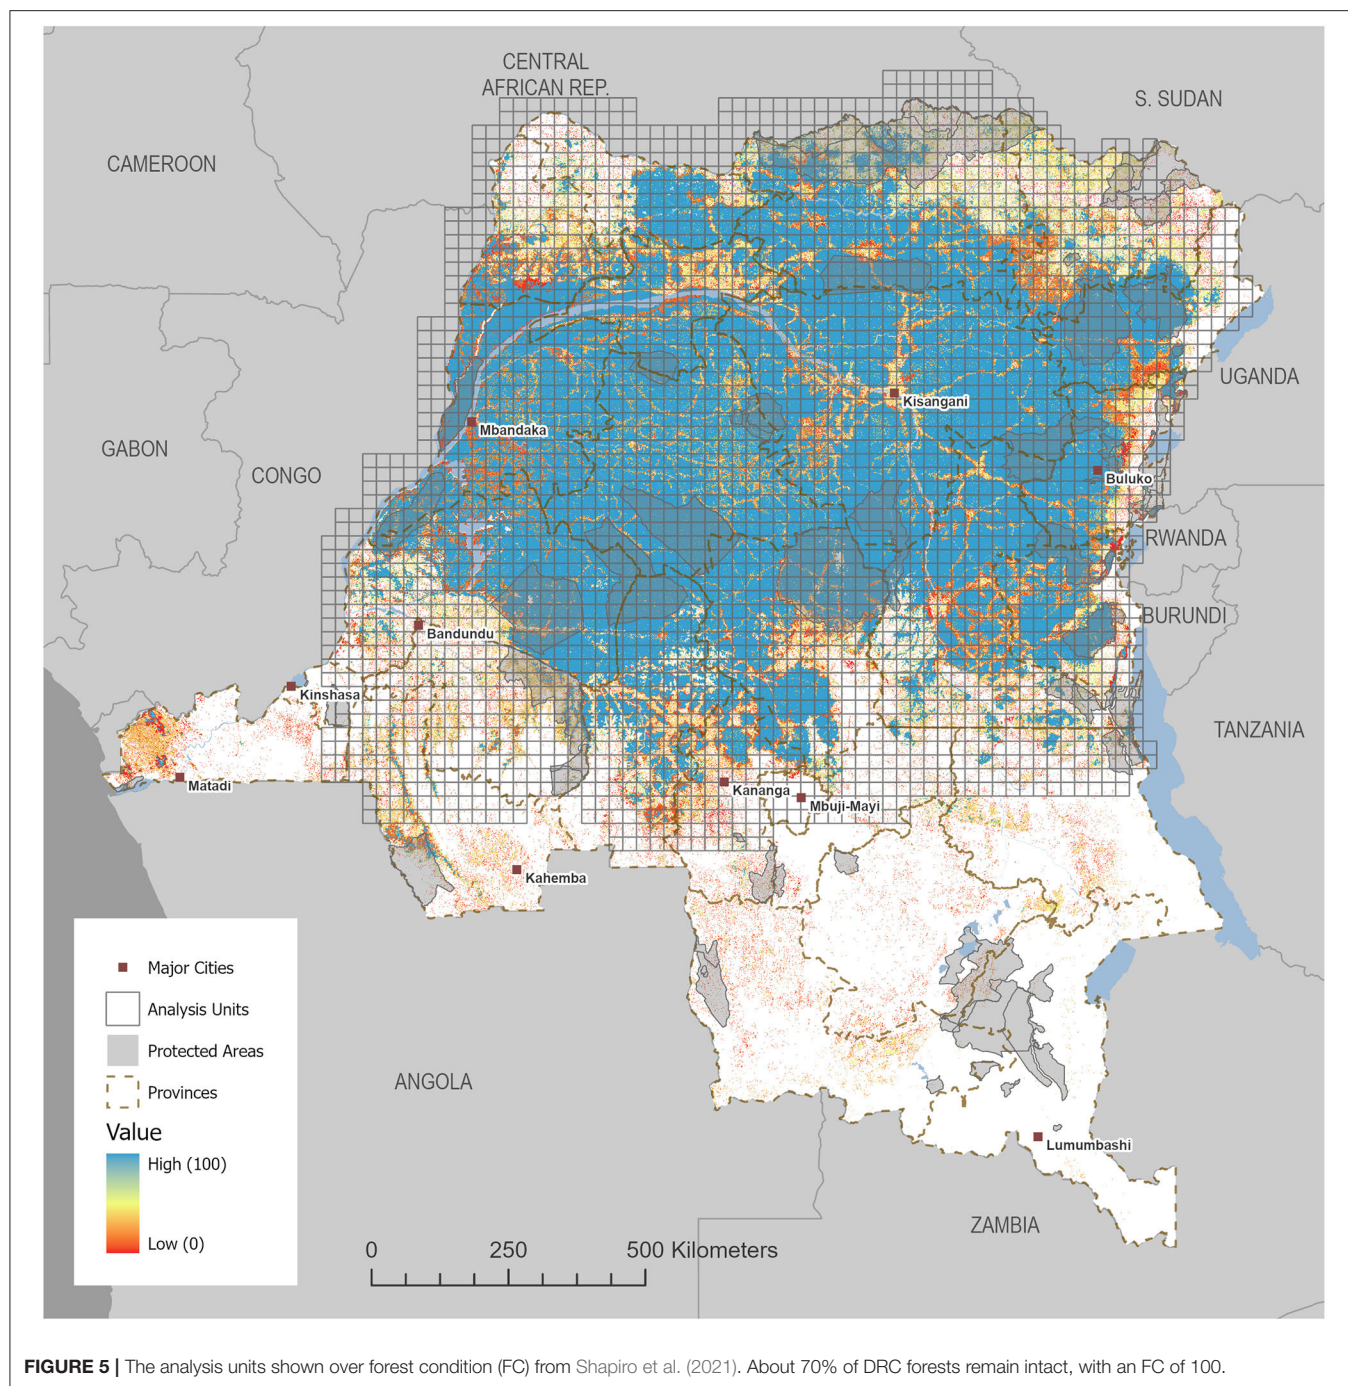 CENTRAL
AFRICAN REP.
S. SUDAN
CAMEROON
UGANDA
Kisangani
Mbandaka
GABON
CONGO
Buluko
RWANDA
BURUNDI
Bandundu
Kinshasa
TANZANIA
Matadi
Kananga
Mbuji-Mayi
Kahemba
Major Cities
Analysis Units
Protected Areas
Provinces
ANGOLA
Value
High (100)
Low (0)
Lumumbashi
ZAMBIA
0 250 500 Kilometers
FIGURE 5 | The analysis units shown over forest condition (FC) from Shapiro et al. (2021). About 70% of DRC forests remain intact, with an FC of 100.